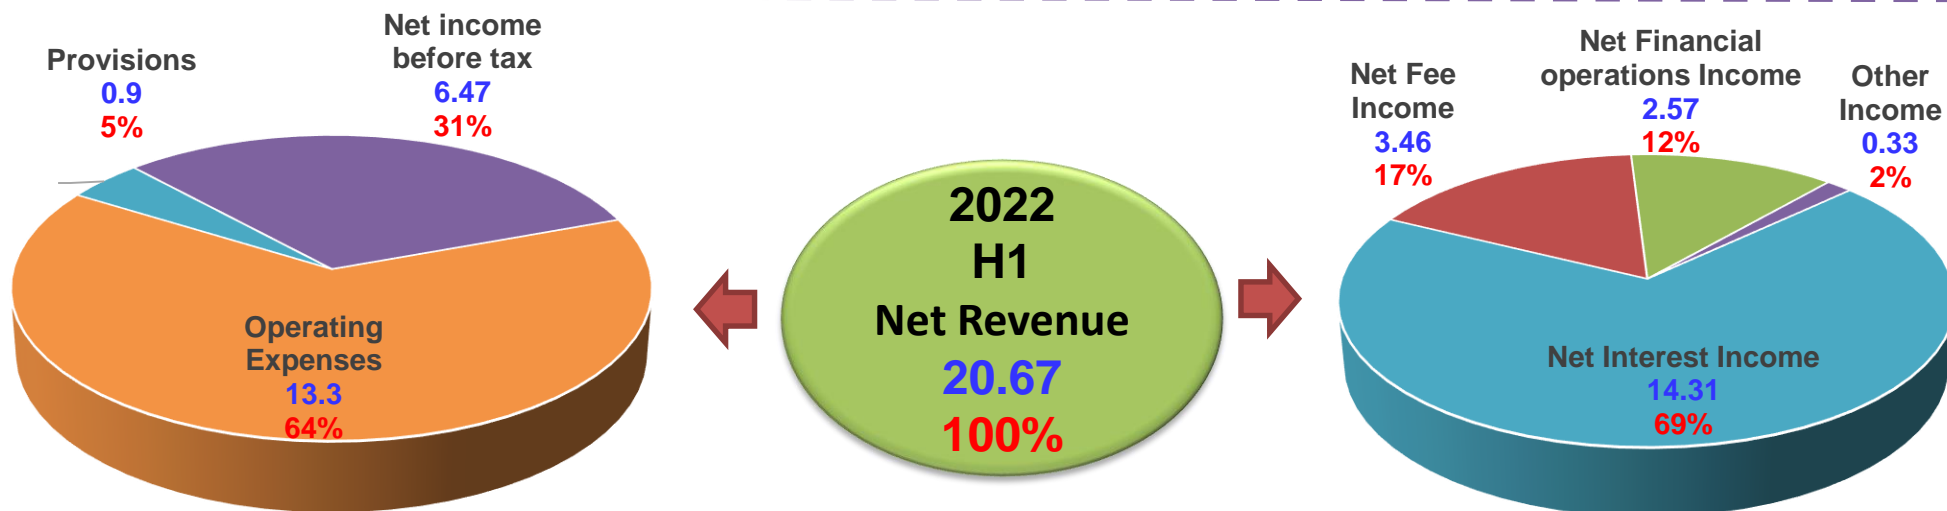 Provisions
0.9
5%
Net income
before tax
6.47
31%
Operating
Expenses
13.3
64%
2022
H1
Net Revenue
20.67
100%
Net Fee
Income
3.46
17%
Net Financial
operations Income
2.57
12%
Other
Income
0.33
2%
Net Interest Income
14.31
69%